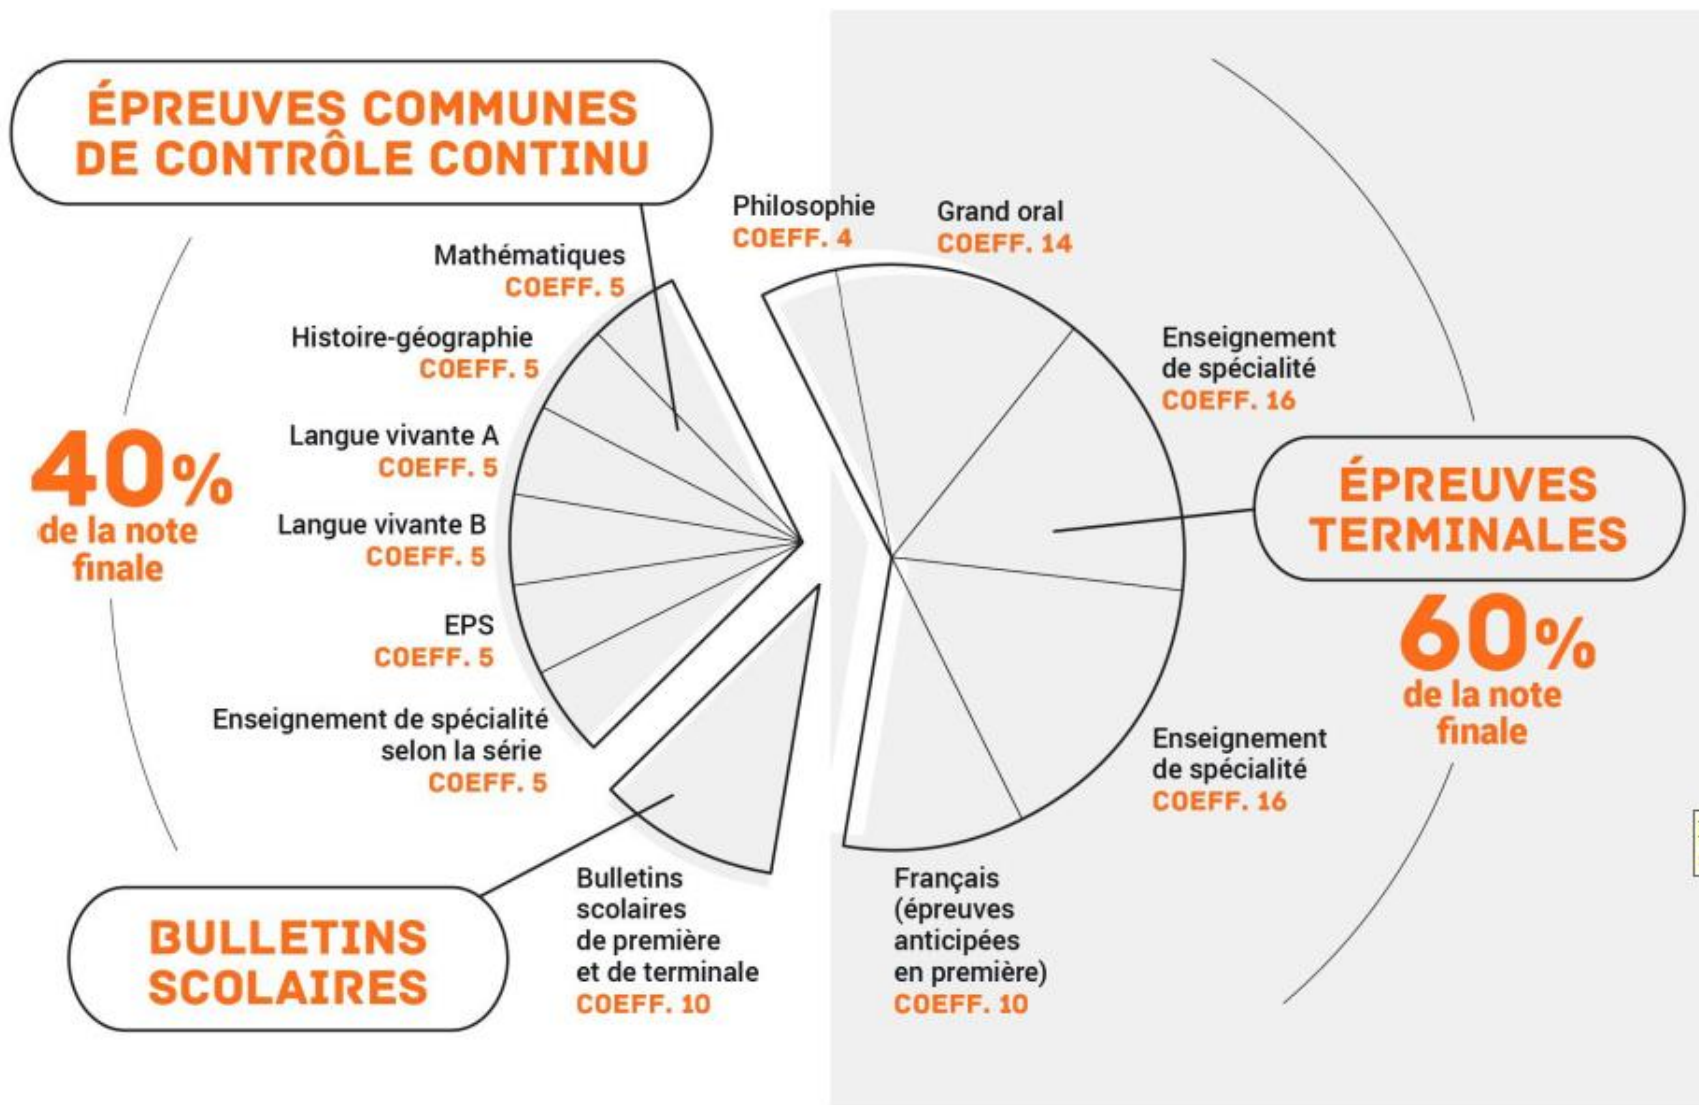 ÉPREUVES COMMUNES
DE CONTRÔLE CONTINU
Mathématiques
COEFF. 5
Histoire-géographie
COEFF. 5
Langue vivante A
COEFF. 5
Langue vivante B
COEFF. 5
EPS
COEFF. 5
Enseignement de spécialité
selon la série
COEFF. 5
40%
de la note
finale
BULLETINS
SCOLAIRES
Bulletins
scolaires
de première
et de terminale
COEFF. 10
Philosophie
COEFF. 4
Grand oral
COEFF. 14
Enseignement
de spécialité
COEFF. 16
ÉPREUVES
TERMINALES
60%
de la note
finale
Enseignement
de spécialité
COEFF. 16
Français
(épreuves
anticipées
en première)
COEFF. 10